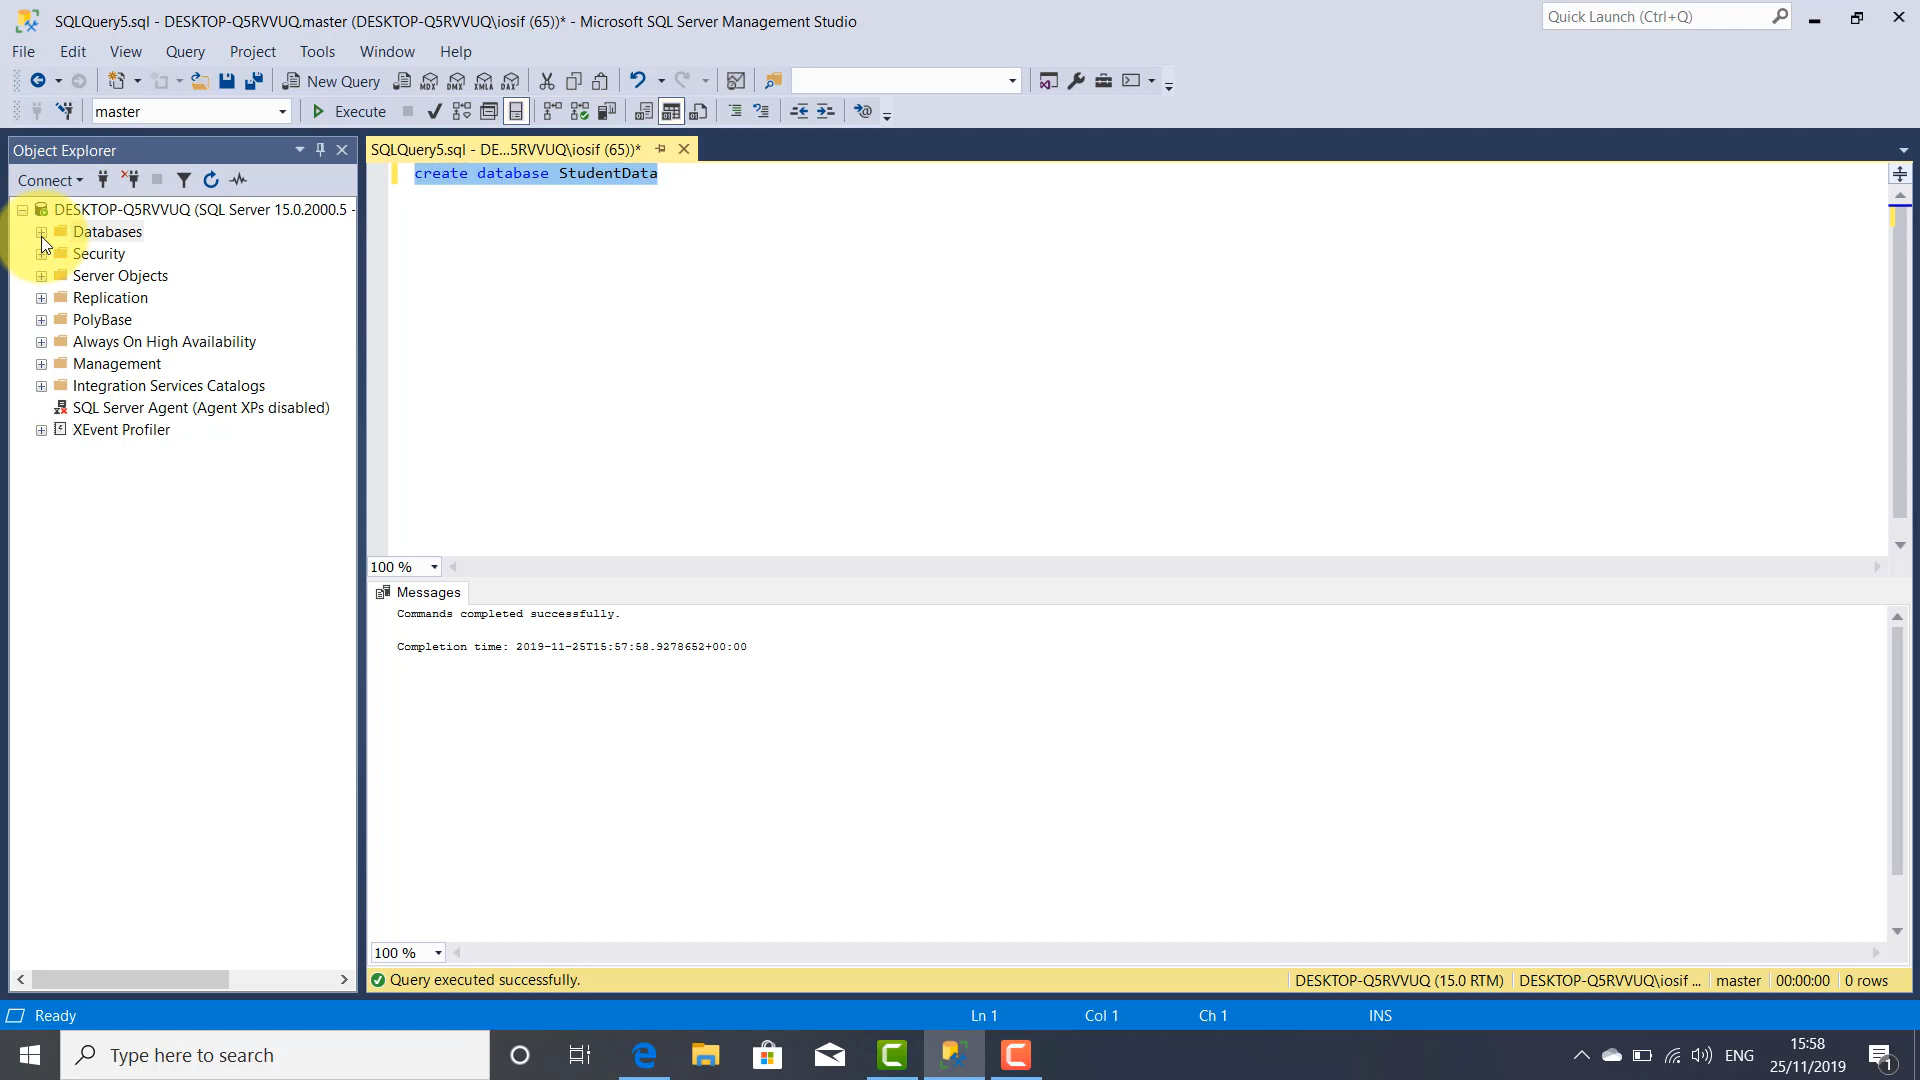 SQLQuery5.sql - DESKTOP-Q5RVVUQ.master (DESKTOP-Q5RVVUQ\iosif (65))* - Microsoft SQL Server Management Studio
Quick Launch (Ctrl+Q)
File Edit View Query Project Tools Window Help
New Query MDX DMX XMLA DAX
master Execute
Object Explorer
SQLQuery5.sql - DE...5RVVUQ\iosif (65))*
Connect
create database StudentData
DESKTOP-Q5RVVUQ (SQL Server 15.0.2000.5 -
Databases
Security
Server Objects
Replication
PolyBase
Always On High Availability
Management
Integration Services Catalogs
SQL Server Agent (Agent XPs disabled)
XEvent Profiler
100 %
Messages
Commands completed successfully.
Completion time: 2019-11-25T15:57:58.9278652+00:00
100 %
Query executed successfully. DESKTOP-Q5RVVUQ (15.0 RTM) DESKTOP-Q5RVVUQ\iosif ... master 00:00:00 0 rows
Ready Ln 1 Col 1 Ch 1 INS
Type here to search
ENG
15:58
25/11/2019
1